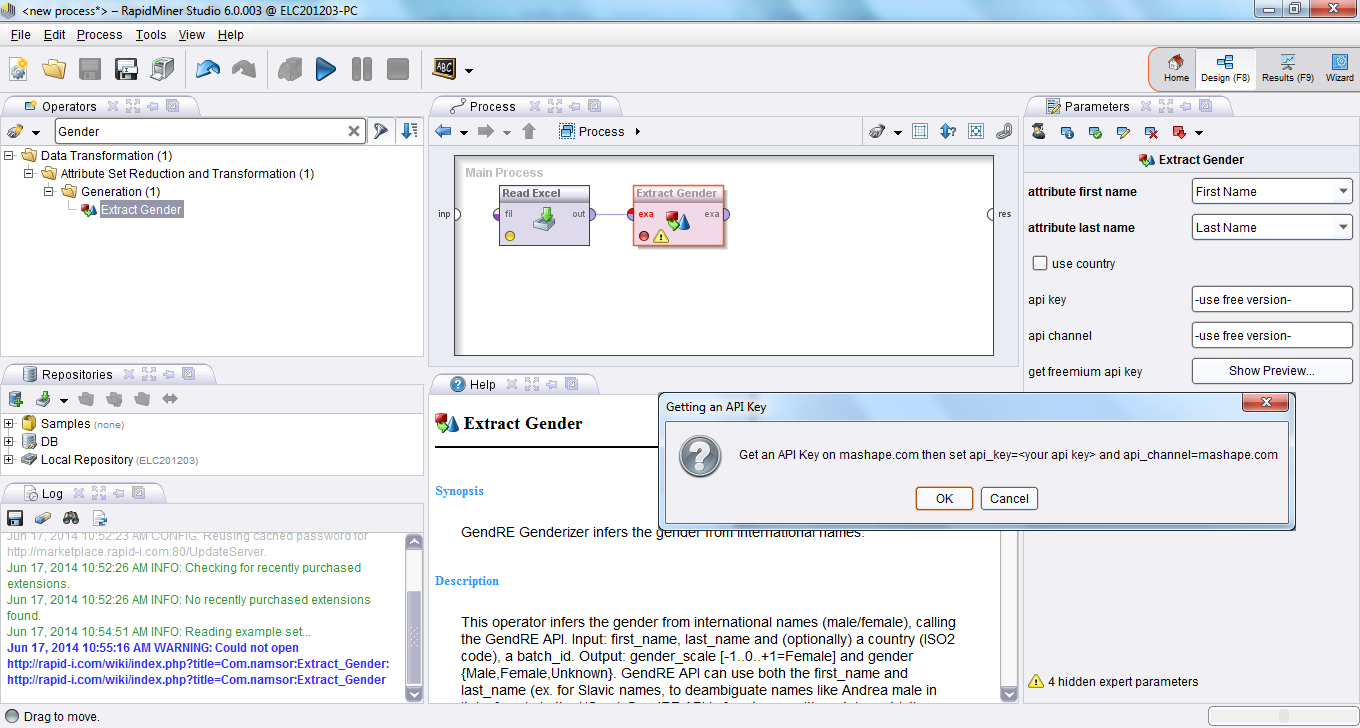 <new process*> – RapidMiner Studio 6.0.003 @ ELC201203-PC
File Edit Process Tools View Help
ABC
Home
Design (F8)
Results (F9)
Wizard
Operators
Gender
Data Transformation (1)
Attribute Set Reduction and Transformation (1)
Generation (1)
Extract Gender
Repositories
Samples (none)
DB
Local Repository (ELC201203)
Log
Jun 17, 2014 10:52:23 AM CONFIG: Reusing cached password for
http://marketplace.rapid-i.com:80/UpdateServer.
Jun 17, 2014 10:52:26 AM INFO: Checking for recently purchased
extensions.
Jun 17, 2014 10:52:26 AM INFO: No recently purchased extensions
found.
Jun 17, 2014 10:54:51 AM INFO: Reading example set...
Jun 17, 2014 10:55:16 AM WARNING: Could not open
http://rapid-i.com/wiki/index.php?title=Com.namsor:Extract_Gender:
http://rapid-i.com/wiki/index.php?title=Com.namsor:Extract_Gender
Process
Process
Main Process
inp
Read Excel
fil
out
Extract Gender
exa
exa
res
Help
Extract Gender
Synopsis
GendRE Genderizer infers the gender from international names.
Description
This operator infers the gender from international names (male/female), calling
the GendRE API. Input: first_name, last_name and (optionally) a country (ISO2
code), a batch_id. Output: gender_scale [-1..0..+1=Female] and gender
{Male,Female,Unknown}. GendRE API can use both the first_name and
last_name (ex. for Slavic names, to deambiguate names like Andrea male in
Parameters
Extract Gender
attribute first name
First Name
attribute last name
Last Name
use country
api key
-use free version-
api channel
-use free version-
get freemium api key
Show Preview...
4 hidden expert parameters
Getting an API Key
Get an API Key on mashape.com then set api_key=<your api key> and api_channel=mashape.com
OK
Cancel
Drag to move.